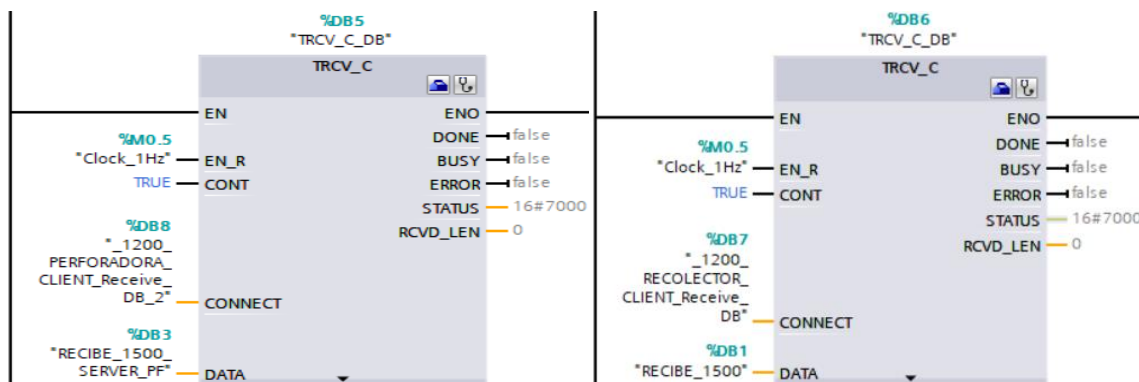 %DB5
"TRCV_C_DB"
TRCV_C
EN ENO
DONE false
%M0.5
"Clock_1Hz" EN_R BUSY false
TRUE CONT ERROR false
STATUS 16#7000
%DB8 RCVD_LEN 0
"_1200_
PERFORADORA_
CLIENT_Receive_
DB_2" CONNECT
%DB3
"RECIBE_1500_
SERVER_PF" DATA
%DB6
"TRCV_C_DB"
TRCV_C
EN ENO
DONE false
%M0.5
"Clock_1Hz" EN_R BUSY false
TRUE CONT ERROR false
STATUS 16#7000
%DB7 RCVD_LEN 0
"_1200_
RECOLECTOR_
CLIENT_Receive_
DB" CONNECT
%DB1
"RECIBE_1500" DATA